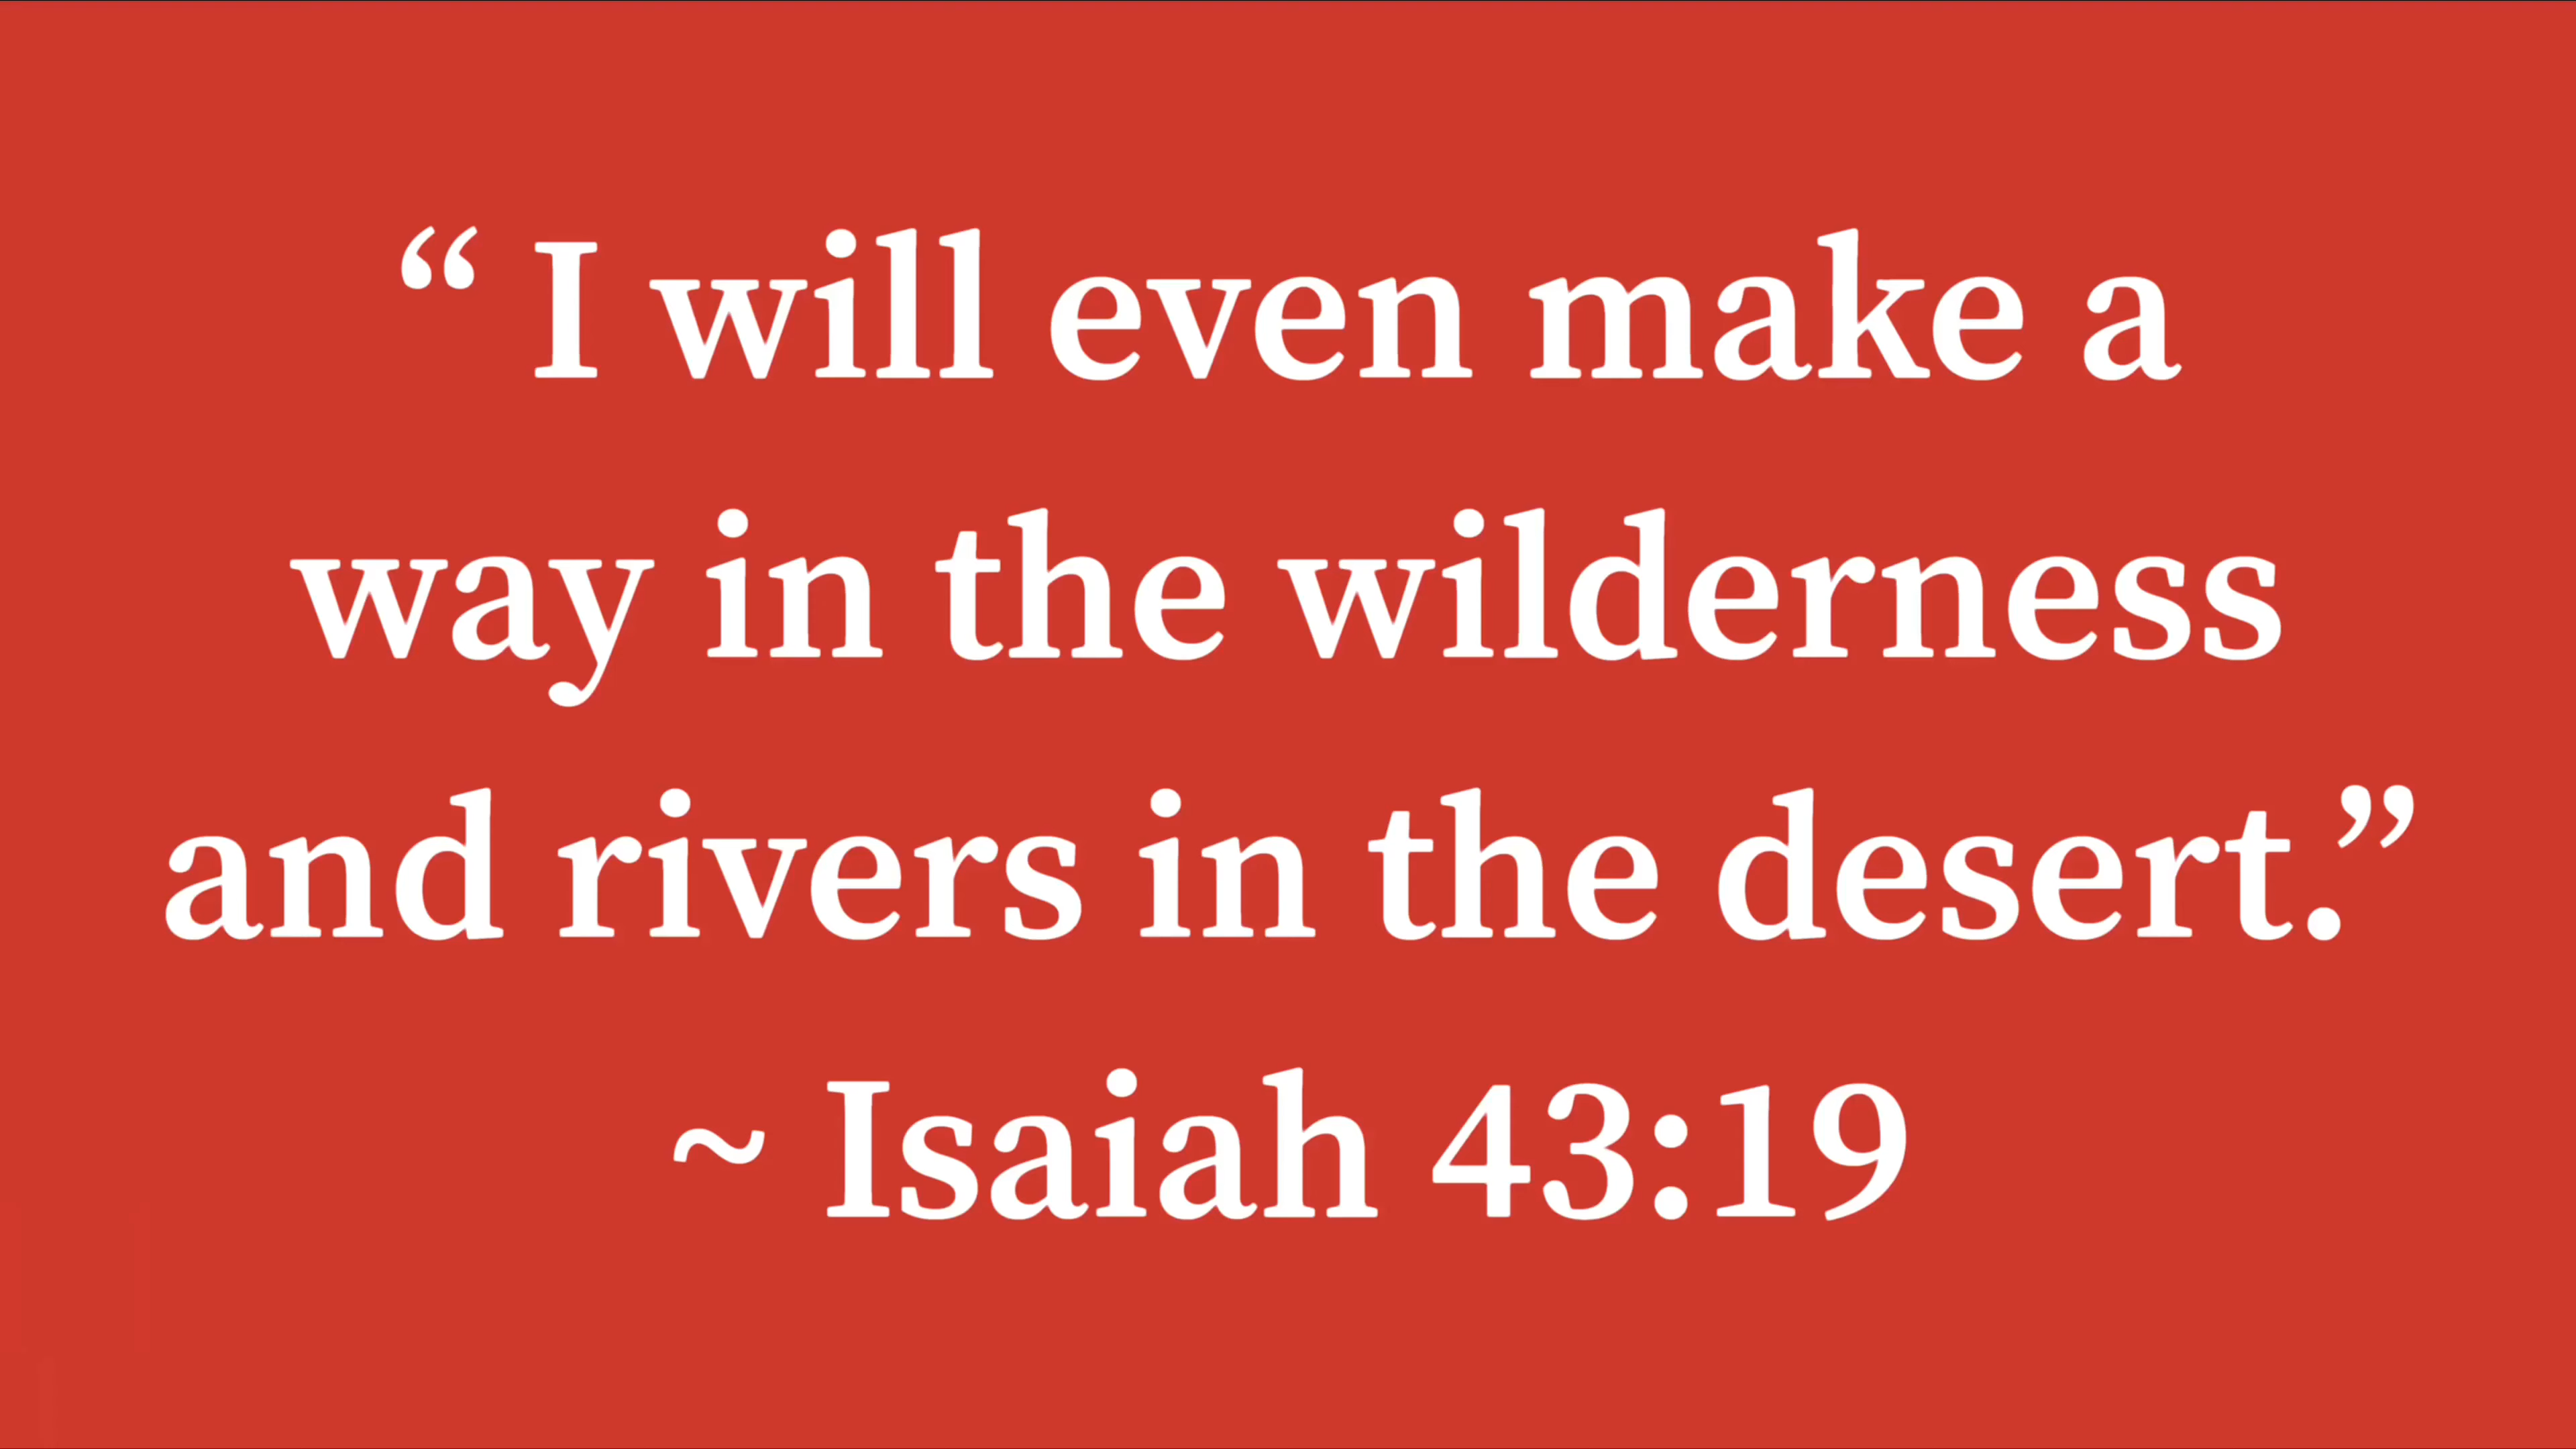 “ I will even make a
way in the wilderness
and rivers in the desert.”
~ Isaiah 43:19